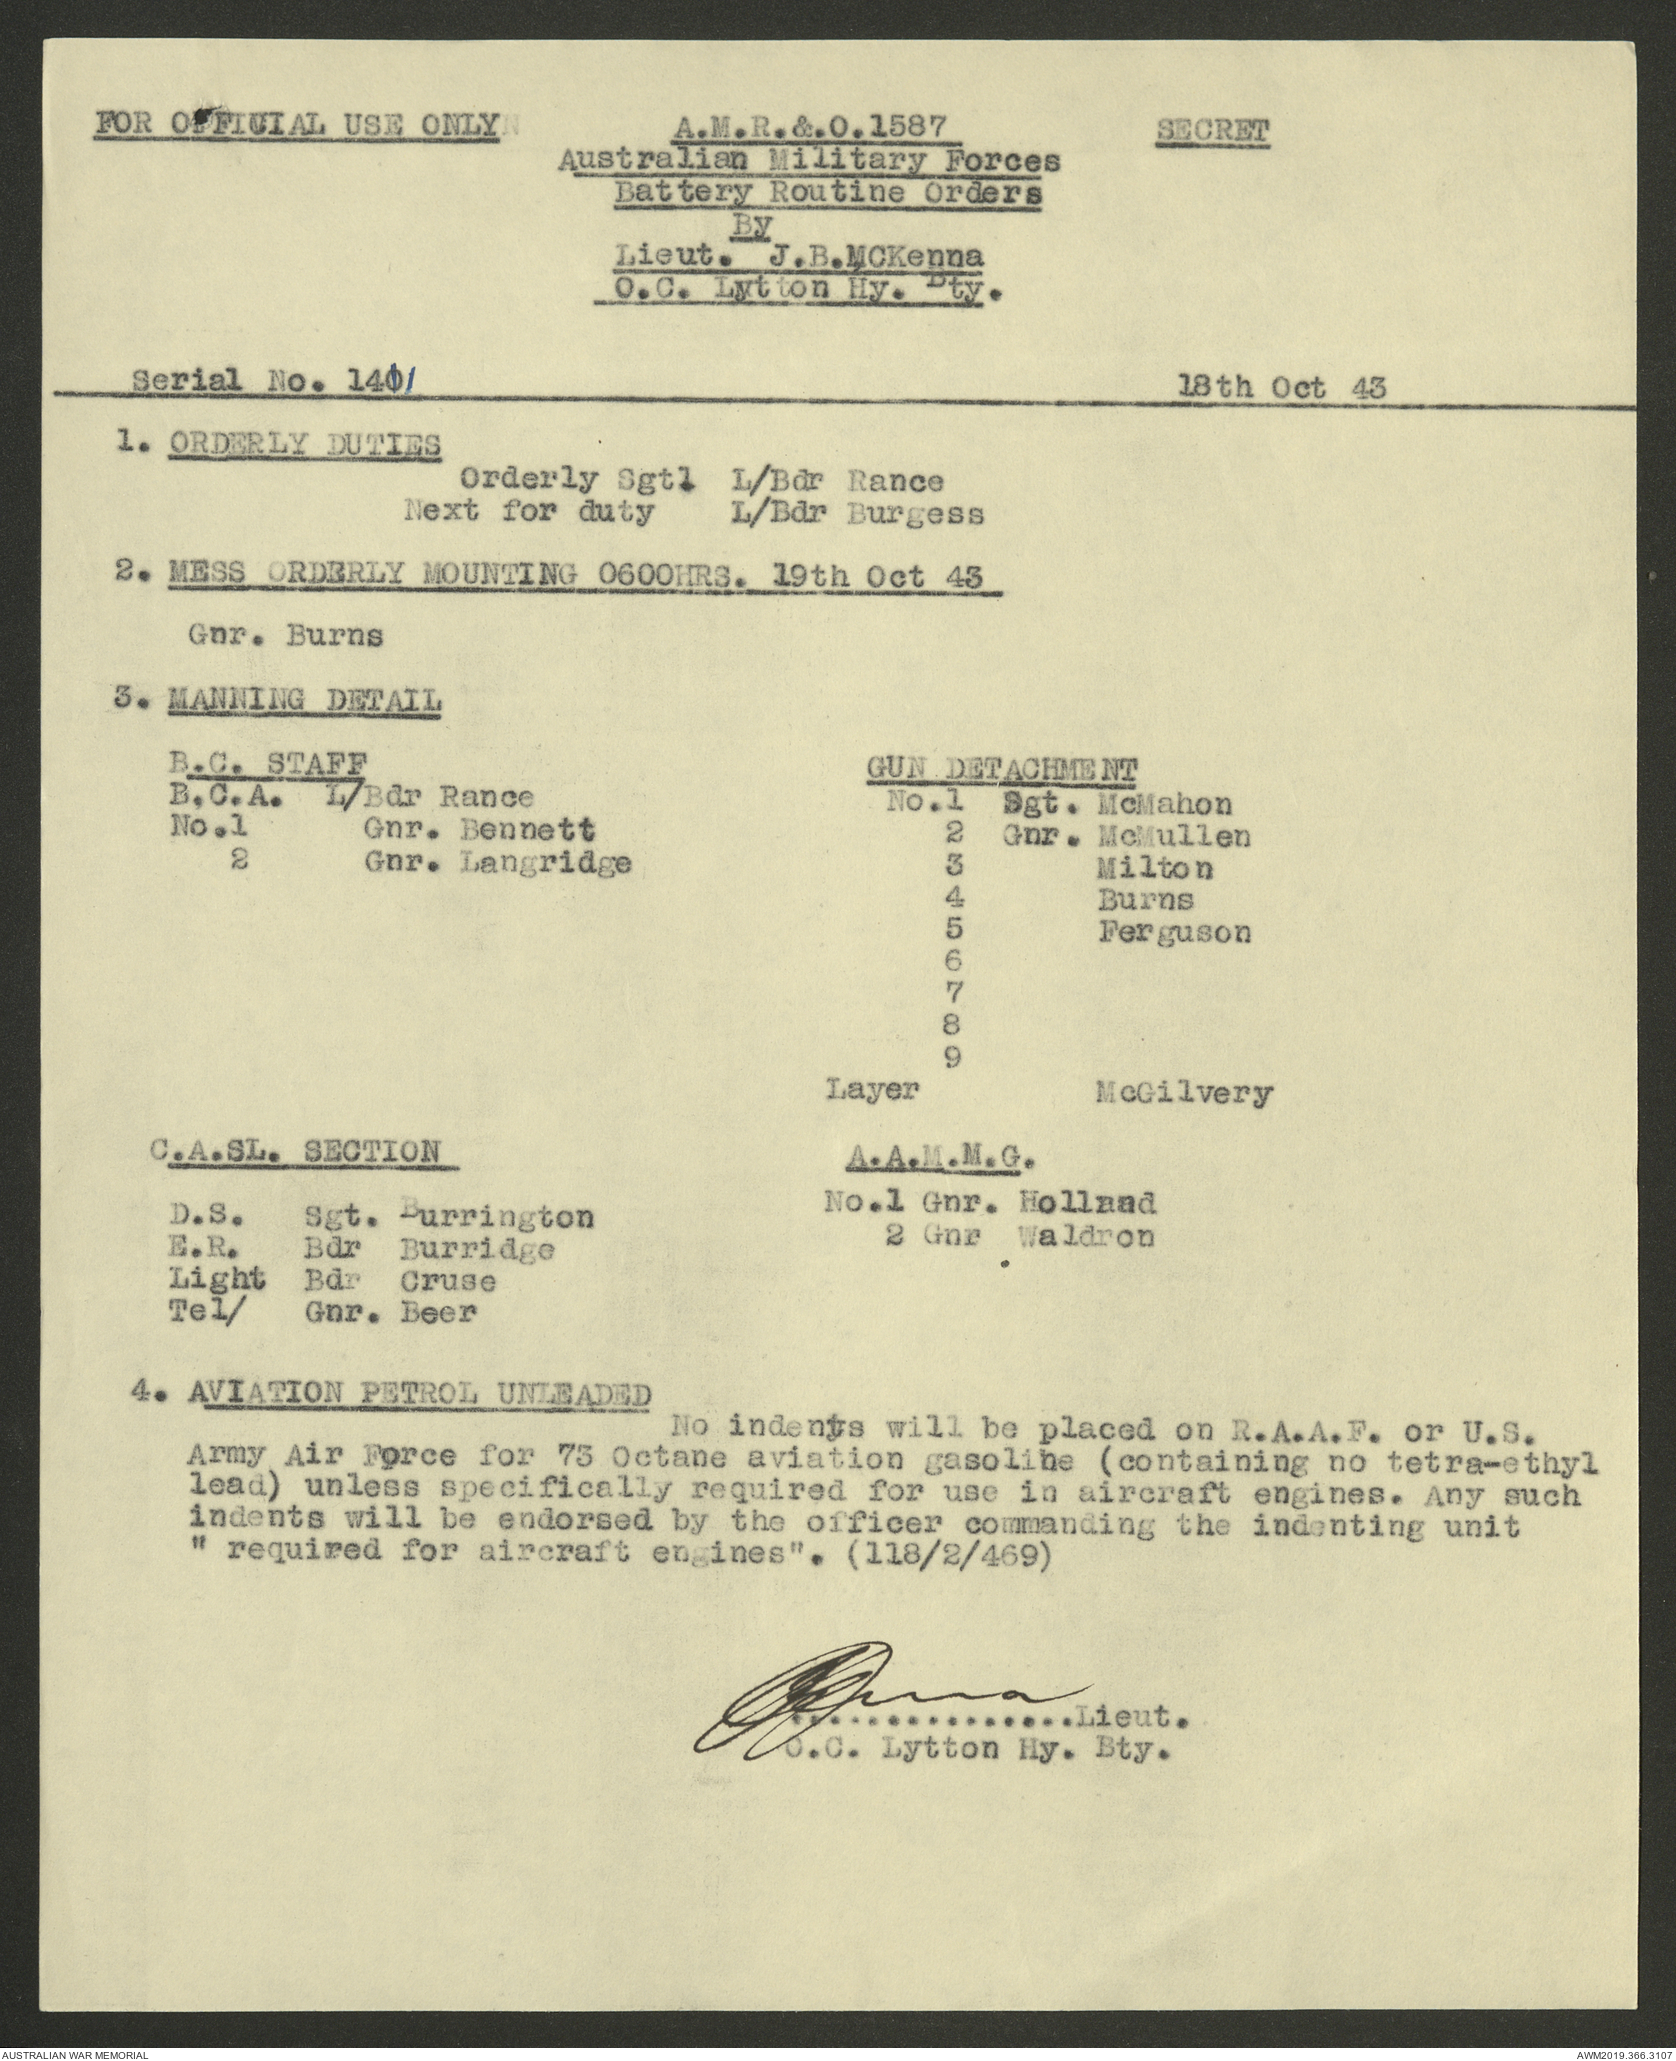 FOR OFFICIAL USE ONLY
A.M.R.&.O.1587
SECRET
Australian Military Forces
Battery Routine Orders
By
Lieut. J.B.MCKenna
O.C. Lytton Hy. Bty.
Serial No. 141
18th Oct 43
1. ORDERLY DUTIES
Orderly Sgtl L/Bdr Rance
Next for duty L/Bdr Burgess
2. MESS ORDERLY MOUNTING 0600HRS. 19th Oct 43
Gnr. Burns
3. MANNING DETAIL
B.C. STAFF
B.C.A. L/Bdr Rance
No.1 Gnr. Bennett
2 Gnr. Langridge
GUN DETACHMENT
No.1 Sgt. McMahon
2 Gnr. McMullen
3 Milton
4 Burns
5 Ferguson
6
7
8
9
Layer McGilvery
C.A.SL. SECTION
D.S. Sgt. Burrington
E.R. Bdr Burridge
Light Bdr Cruse
Tel/ Gnr. Beer
A.A.M.M.G.
No.1 Gnr. Holland
2 Gnr Waldron
4. AVIATION PETROL UNLEADED
No indents will be placed on R.A.A.F. or U.S.
Army Air Force for 73 Octane aviation gasoline (containing no tetra-ethyl
lead) unless specifically required for use in aircraft engines. Any such
indents will be endorsed by the officer commanding the indenting unit
" required for aircraft engines". (118/2/469)
...............Lieut.
O.C. Lytton Hy. Bty.
AUSTRALIAN WAR MEMORIAL
AWM2019.366.3107